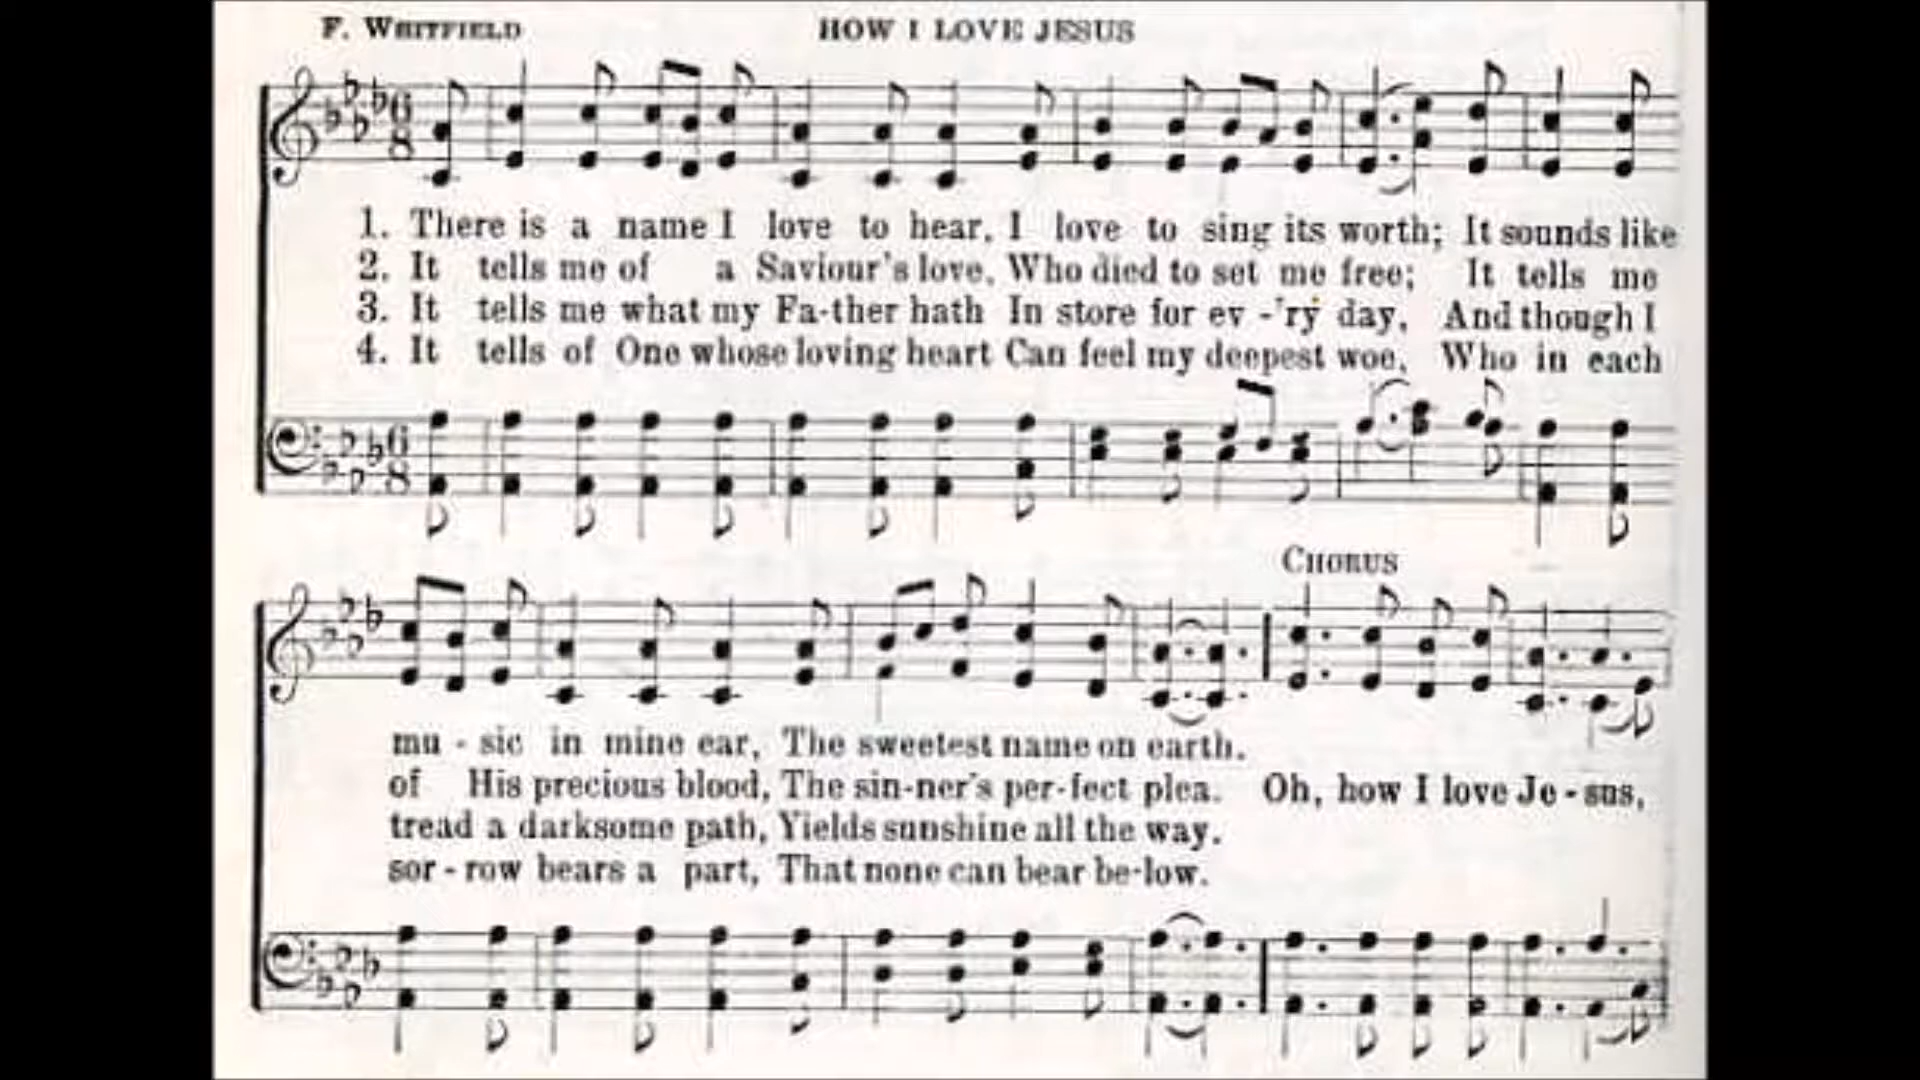 F. WHITFIELD HOW I LOVE JESUS
6 8
1. There is a name I love to hear, I love to sing its worth; It sounds like
2. It tells me of a Saviour's love, Who died to set me free; It tells me
3. It tells me what my Fa-ther hath In store for ev-'ry day, And though I
4. It tells of One whose loving heart Can feel my deepest woe, Who in each
6 8
CHORUS
mu - sic in mine ear, The sweetest name on earth.
of His precious blood, The sin-ner's per-fect plea. Oh, how I love Je - sus,
tread a darksome path, Yields sunshine all the way.
sor - row bears a part, That none can bear be-low.